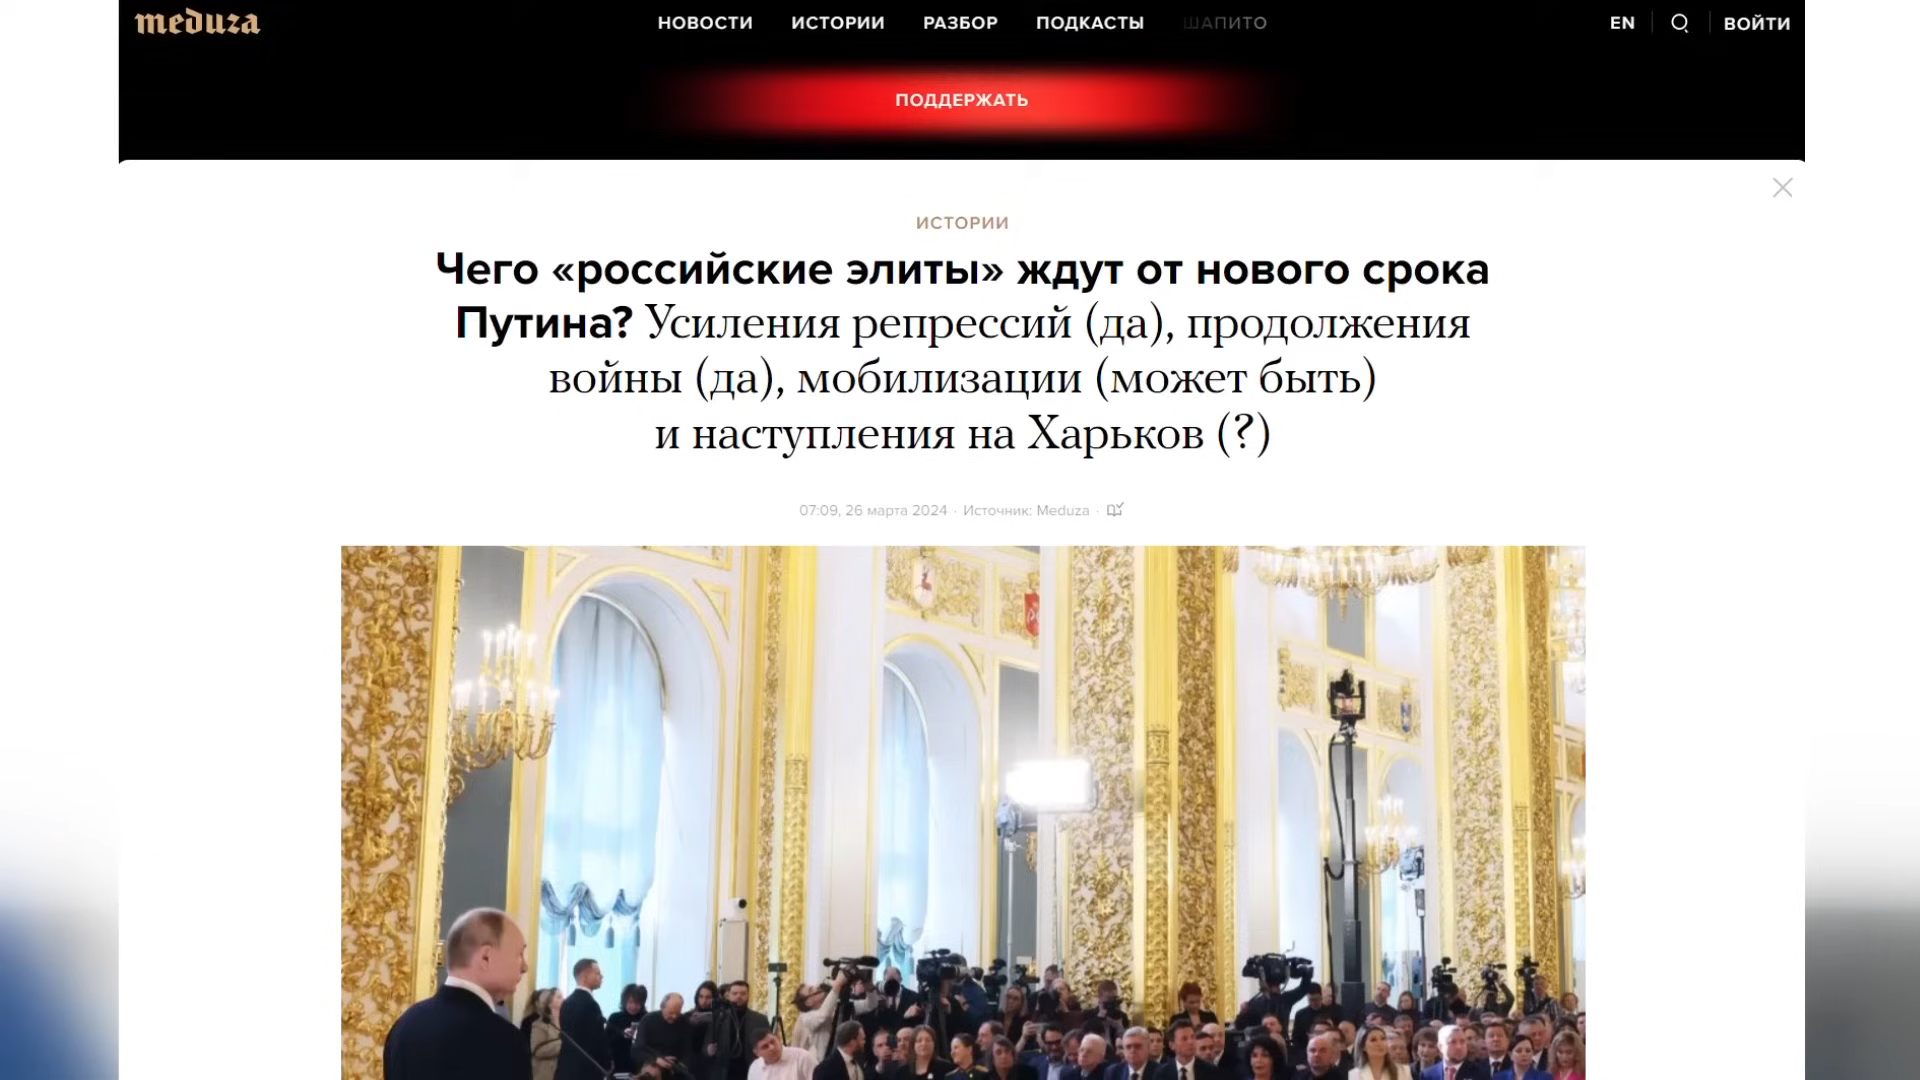 meduza
НОВОСТИ ИСТОРИИ РАЗБОР ПОДКАСТЫ ШАПИТО EN ВОЙТИ
ПОДДЕРЖАТЬ
ИСТОРИИ
Чего «российские элиты» ждут от нового срока
Путина? Усиления репрессий (да), продолжения
войны (да), мобилизации (может быть)
и наступления на Харьков (?)
07:09, 26 марта 2024 · Источник: Meduza ·